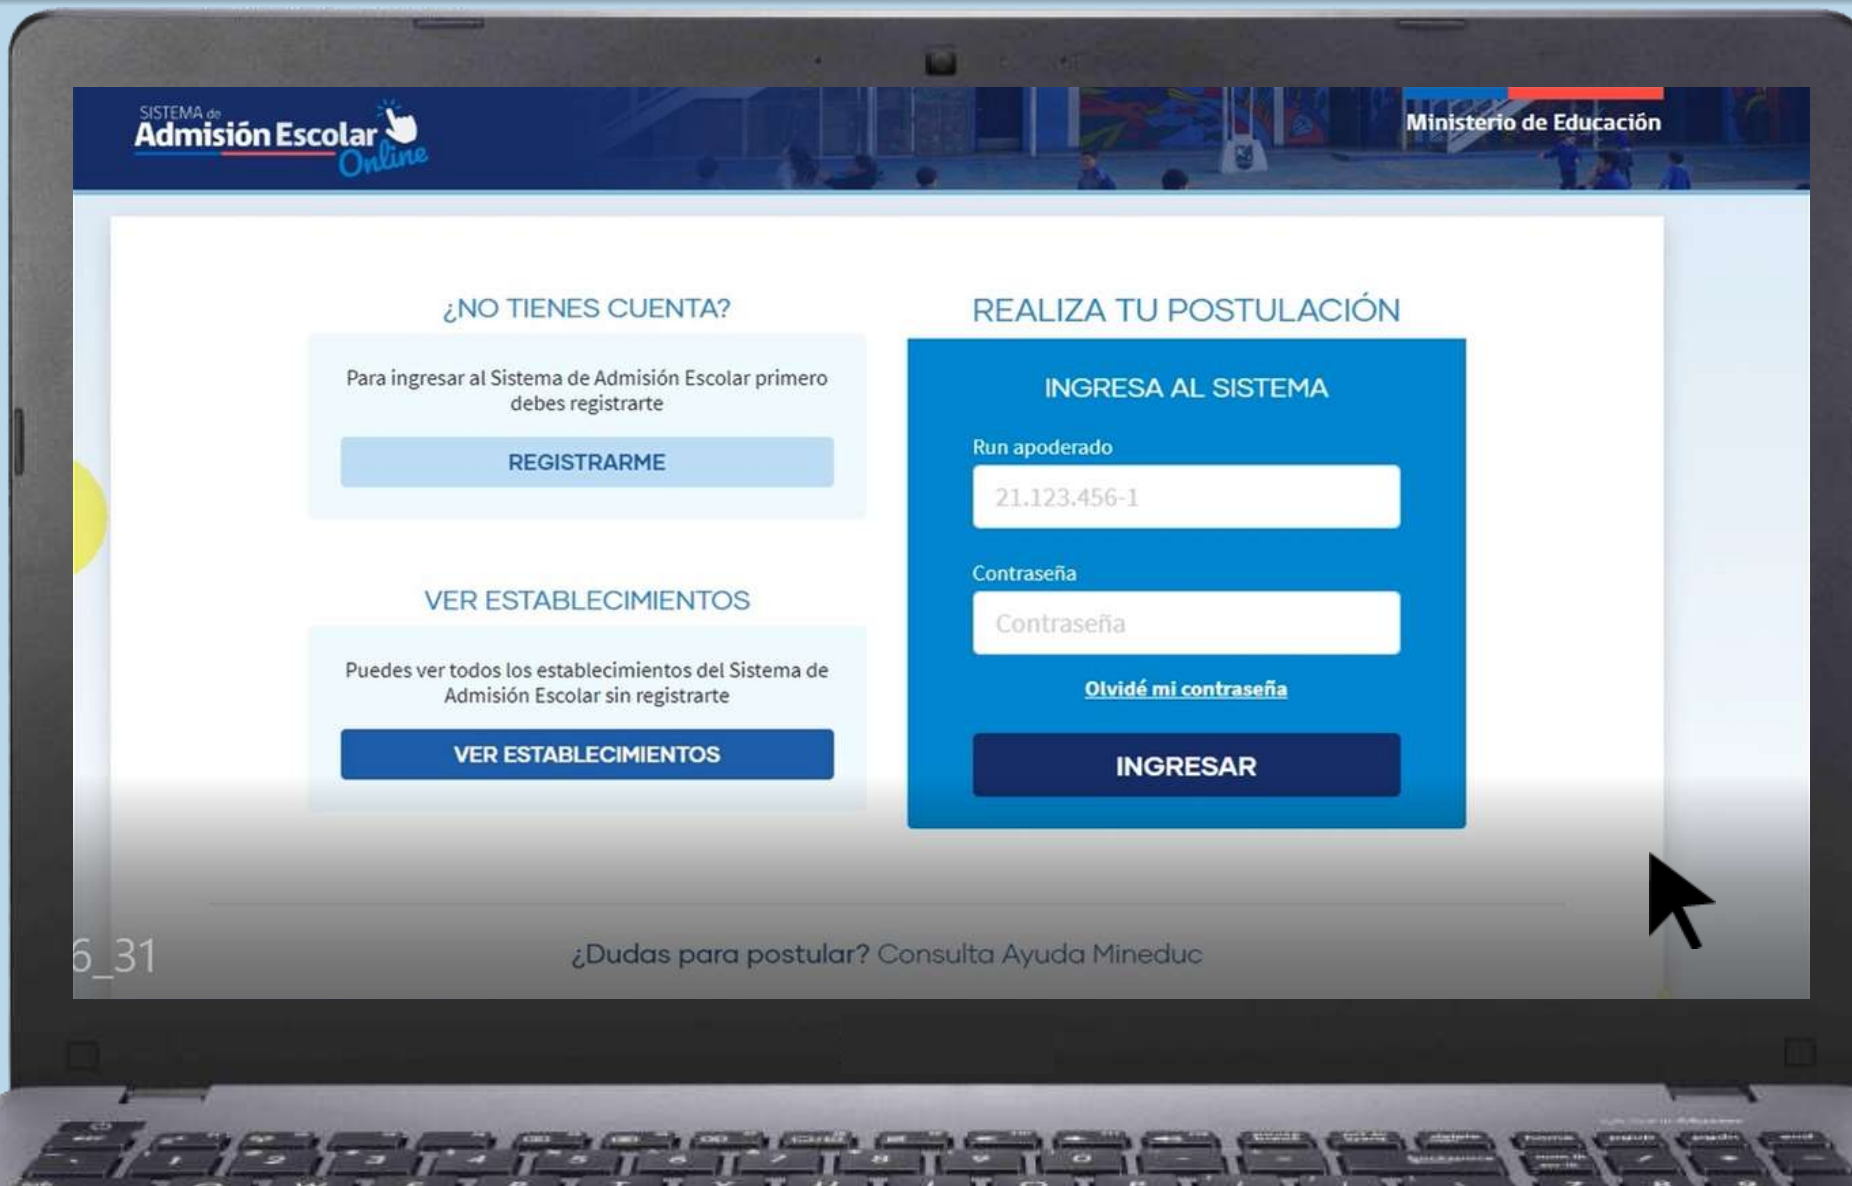 SISTEMA de
Admisión Escolar
Online
Ministerio de Educación
¿NO TIENES CUENTA?
Para ingresar al Sistema de Admisión Escolar primero
debes registrarte
REGISTRARME
VER ESTABLECIMIENTOS
Puedes ver todos los establecimientos del Sistema de
Admisión Escolar sin registrarte
VER ESTABLECIMIENTOS
REALIZA TU POSTULACIÓN
INGRESA AL SISTEMA
Run apoderado
21.123.456-1
Contraseña
Contraseña
Olvidé mi contraseña
INGRESAR
6_31
¿Dudas para postular? Consulta Ayuda Mineduc